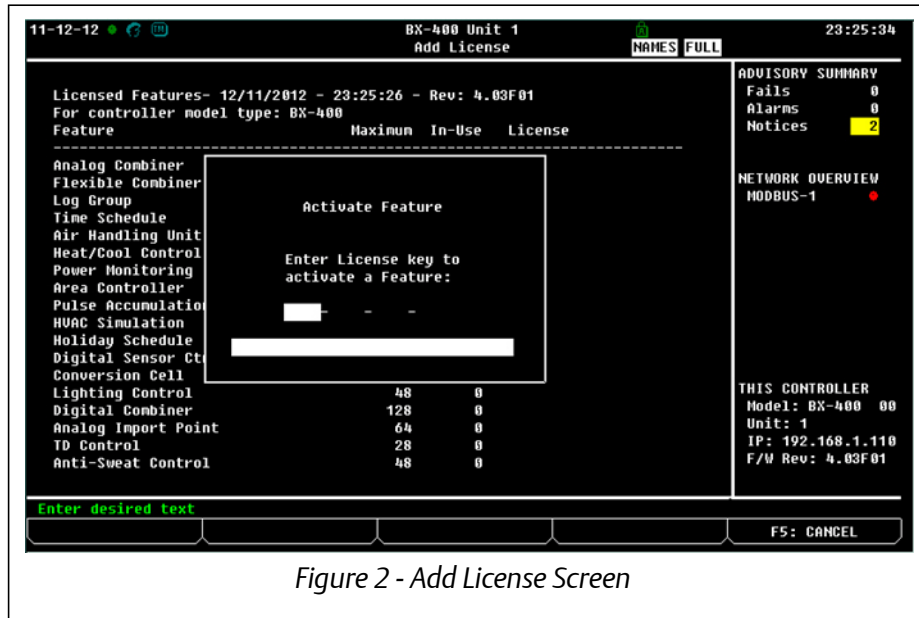 11-12-12 BX-400 Unit 1 23:25:34
Add License NAMES FULL
Licensed Features- 12/11/2012 - 23:25:26 - Rev: 4.03F01
For controller model type: BX-400
Feature Maximum In-Use License
--------------------------------------------------------------------------------
Analog Combiner
Flexible Combiner
Log Group
Time Schedule
Air Handling Unit
Heat/Cool Control
Power Monitoring
Area Controller
Pulse Accumulatio
HVAC Simulation
Holiday Schedule
Digital Sensor Ct
Conversion Cell
Lighting Control 48 0
Digital Combiner 128 0
Analog Import Point 64 0
TD Control 28 0
Anti-Sweat Control 48 0
Activate Feature
Enter License key to
activate a Feature:
- - -
ADVISORY SUMMARY
Fails 0
Alarms 0
Notices 2
NETWORK OVERVIEW
MODBUS-1
THIS CONTROLLER
Model: BX-400 00
Unit: 1
IP: 192.168.1.110
F/W Rev: 4.03F01
Enter desired text
F5: CANCEL
Figure 2 - Add License Screen